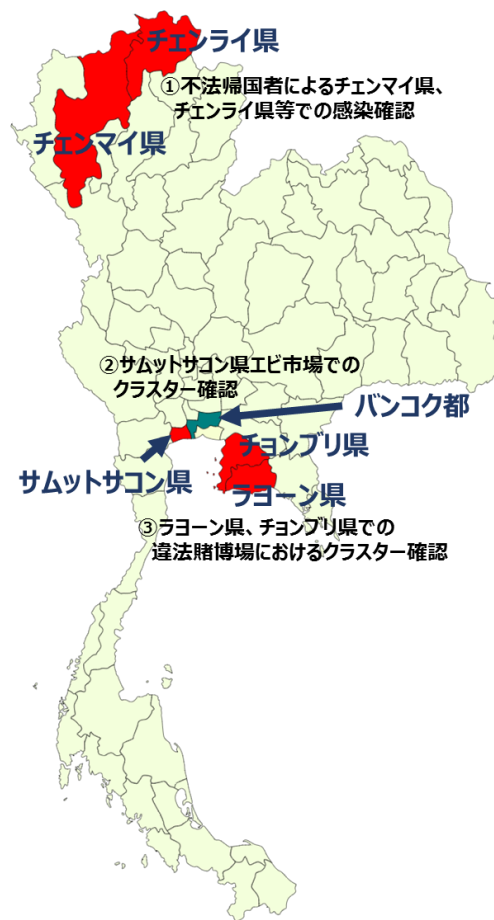 チェンライ県
①不法帰国者によるチェンマイ県、
チェンライ県等での感染確認
チェンマイ県
②サムットサコン県エビ市場での
クラスター確認
バンコク都
チョンブリ県
サムットサコン県
ラヨーン県
③ラヨーン県、チョンブリ県での
違法賭博場におけるクラスター確認